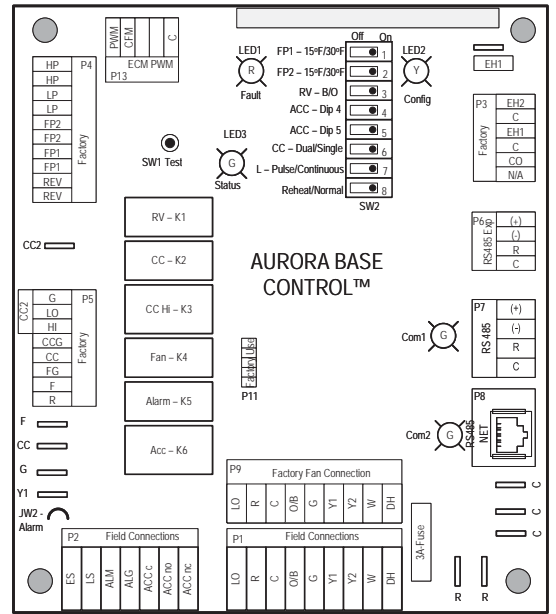 PWM
CFM
C
ECM PWM
P13
LED1
R
Fault
Off On
FP1 – 15ºF/30ºF 1
FP2 – 15ºF/30ºF 2
RV – B/O 3
ACC – Dip 4 4
ACC – Dip 5 5
CC – Dual/Single 6
L – Pulse/Continuous 7
Reheat/Normal 8
SW2
LED2
Y
Config
EH1
P4
HP
HP
LP
LP
FP2
FP2
FP1
FP1
REV
REV
Factory
SW1 Test
LED3
G
Status
P3
EH2
C
EH1
C
CO
N/A
Factory
RV – K1
CC – K2
CC Hi – K3
Fan – K4
Alarm – K5
Acc – K6
AURORA BASE
CONTROL™
P6
RS485 Exp
(+)
(-)
R
C
CC2
P5
CC2
G
LO
HI
CCG
CC
FG
F
R
Factory
Factory Use
P11
P7
RS 485
(+)
(-)
R
C
Com1
G
P8
RS485
NET
Com2
G
F
CC
G
Y1
JW2 -
Alarm
P9
Factory Fan Connection
LO
R
C
O/B
G
Y1
Y2
W
DH
C
C
C
P2
Field Connections
ES
LS
ALM
ALG
ACC c
ACC no
ACC nc
P1
Field Connections
LO
R
C
O/B
G
Y1
Y2
W
DH
3A-Fuse
R
R